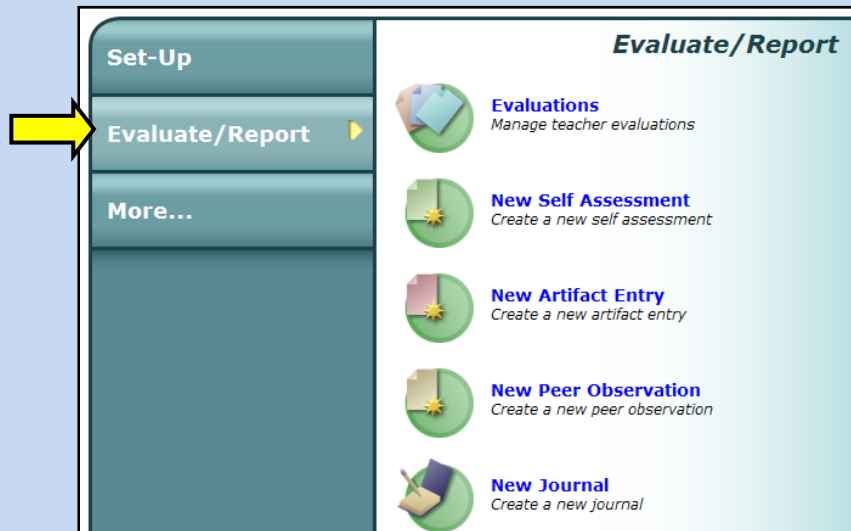 Set-Up
Evaluate/Report
More...
Evaluate/Report
Evaluations
Manage teacher evaluations
New Self Assessment
Create a new self assessment
New Artifact Entry
Create a new artifact entry
New Peer Observation
Create a new peer observation
New Journal
Create a new journal